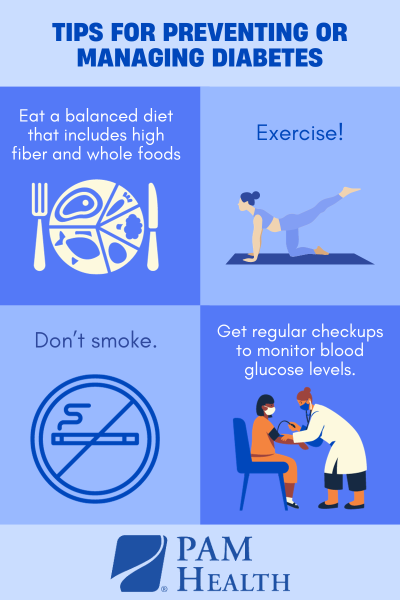 TIPS FOR PREVENTING OR
MANAGING DIABETES
Eat a balanced diet
that includes high
fiber and whole foods
Exercise!
Don't smoke.
Get regular checkups
to monitor blood
glucose levels.
®
PAM
HEALTH